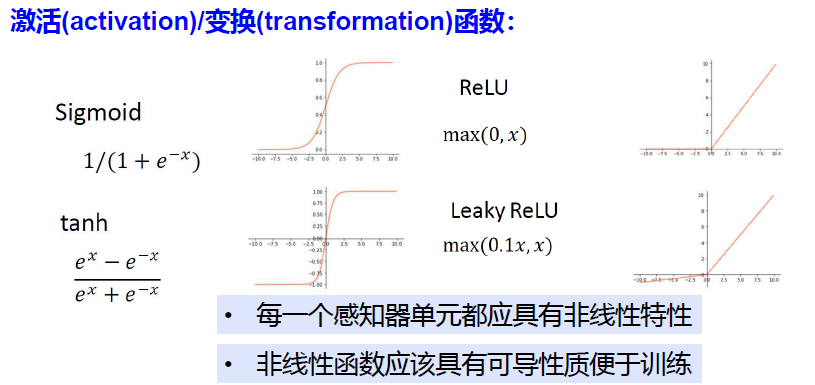 激活(activation)/变换(transformation)函数：
Sigmoid
1/(1 + e^{−x})
1.0
0.8
0.6
0.4
0.2
0.0
-10.0 -7.5 -5.0 -2.5 0.0 2.5 5.0 7.5 10.0
ReLU
max(0, x)
10
8
6
4
2
0
-10.0 -7.5 -5.0 -2.5 0.0 2.5 5.0 7.5 10.0
tanh
e^x − e^{−x}
e^x + e^{−x}
1.00
0.75
0.50
0.25
0.00
-0.25
-0.50
-0.75
-1.00
-10.0 -7.5 -5.0 -2.5 0.0 2.5 5.0 7.5 10.0
Leaky ReLU
max(0.1x, x)
10
8
6
4
2
0
-10.0 -7.5 -5.0 -2.5 0.0 2.5 5.0 7.5 10.0
• 每一个感知器单元都应具有非线性特性
• 非线性函数应该具有可导性质便于训练